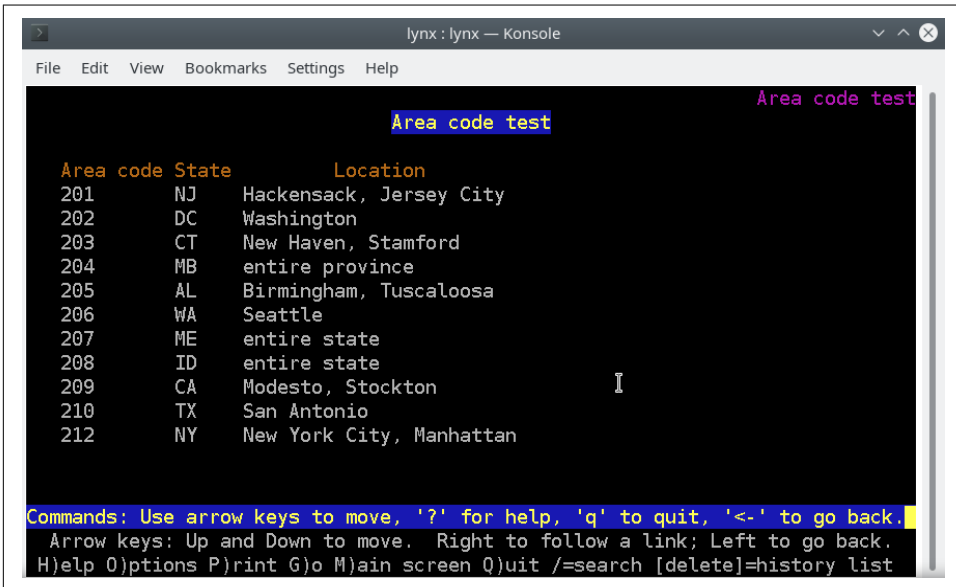 lynx : lynx — Konsole
File Edit View Bookmarks Settings Help
Area code test
Area code test
Area code State Location
201 NJ Hackensack, Jersey City
202 DC Washington
203 CT New Haven, Stamford
204 MB entire province
205 AL Birmingham, Tuscaloosa
206 WA Seattle
207 ME entire state
208 ID entire state
209 CA Modesto, Stockton
210 TX San Antonio
212 NY New York City, Manhattan
Commands: Use arrow keys to move, '?' for help, 'q' to quit, '<-' to go back.
Arrow keys: Up and Down to move. Right to follow a link; Left to go back.
H)elp O)ptions P)rint G)o M)ain screen Q)uit /=search [delete]=history list